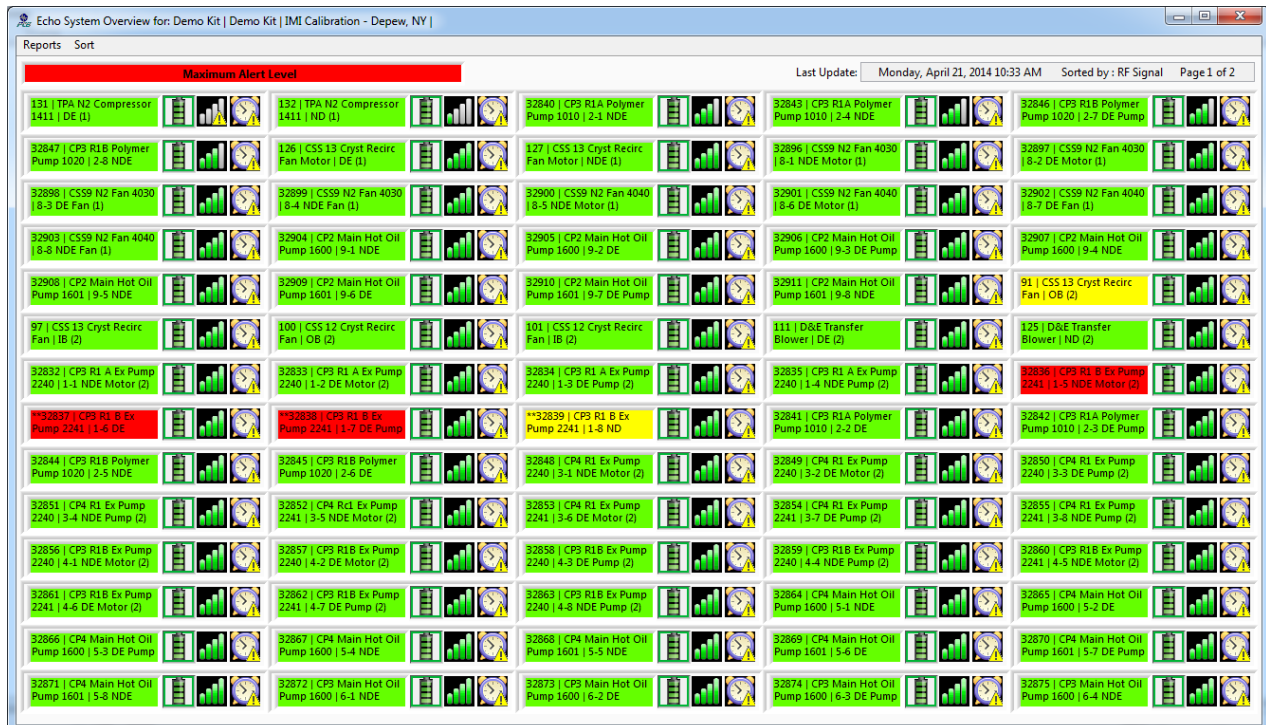 Echo System Overview for: Demo Kit | Demo Kit | IMI Calibration - Depew, NY |
Reports Sort
Maximum Alert Level
Last Update: Monday, April 21, 2014 10:33 AM Sorted by : RF Signal Page 1 of 2
131 | TPA N2 Compressor
1411 | DE (1)
132 | TPA N2 Compressor
1411 | ND (1)
32840 | CP3 R1A Polymer
Pump 1010 | 2-1 NDE
32843 | CP3 R1A Polymer
Pump 1010 | 2-4 NDE
32846 | CP3 R1B Polymer
Pump 1020 | 2-7 DE Pump
32847 | CP3 R1B Polymer
Pump 1020 | 2-8 NDE
126 | CSS 13 Cryst Recirc
Fan Motor | DE (1)
127 | CSS 13 Cryst Recirc
Fan Motor | NDE (1)
32896 | CSS9 N2 Fan 4030
| 8-1 NDE Motor (1)
32897 | CSS9 N2 Fan 4030
| 8-2 DE Motor (1)
32898 | CSS9 N2 Fan 4030
| 8-3 DE Fan (1)
32899 | CSS9 N2 Fan 4030
| 8-4 NDE Fan (1)
32900 | CSS9 N2 Fan 4040
| 8-5 NDE Motor (1)
32901 | CSS9 N2 Fan 4040
| 8-6 DE Motor (1)
32902 | CSS9 N2 Fan 4040
| 8-7 DE Fan (1)
32903 | CSS9 N2 Fan 4040
| 8-8 NDE Fan (1)
32904 | CP2 Main Hot Oil
Pump 1600 | 9-1 NDE
32905 | CP2 Main Hot Oil
Pump 1600 | 9-2 DE
32906 | CP2 Main Hot Oil
Pump 1600 | 9-3 DE Pump
32907 | CP2 Main Hot Oil
Pump 1600 | 9-4 NDE
32908 | CP2 Main Hot Oil
Pump 1601 | 9-5 NDE
32909 | CP2 Main Hot Oil
Pump 1601 | 9-6 DE
32910 | CP2 Main Hot Oil
Pump 1601 | 9-7 DE Pump
32911 | CP2 Main Hot Oil
Pump 1601 | 9-8 NDE
91 | CSS 13 Cryst Recirc
Fan | OB (2)
97 | CSS 13 Cryst Recirc
Fan | IB (2)
100 | CSS 12 Cryst Recirc
Fan | OB (2)
101 | CSS 12 Cryst Recirc
Fan | IB (2)
111 | D&E Transfer
Blower | DE (2)
125 | D&E Transfer
Blower | ND (2)
32832 | CP3 R1 A Ex Pump
2240 | 1-1 NDE Motor (2)
32833 | CP3 R1 A Ex Pump
2240 | 1-2 DE Motor (2)
32834 | CP3 R1 A Ex Pump
2240 | 1-3 DE Pump (2)
32835 | CP3 R1 A Ex Pump
2240 | 1-4 NDE Pump (2)
32836 | CP3 R1 B Ex Pump
2241 | 1-5 NDE Motor (2)
**32837 | CP3 R1 B Ex
Pump 2241 | 1-6 DE
**32838 | CP3 R1 B Ex
Pump 2241 | 1-7 DE Pump
**32839 | CP3 R1 B Ex
Pump 2241 | 1-8 ND
32841 | CP3 R1A Polymer
Pump 1010 | 2-2 DE
32842 | CP3 R1A Polymer
Pump 1010 | 2-3 DE Pump
32844 | CP3 R1B Polymer
Pump 1020 | 2-5 NDE
32845 | CP3 R1B Polymer
Pump 1020 | 2-6 DE
32848 | CP4 R1 Ex Pump
2240 | 3-1 NDE Motor (2)
32849 | CP4 R1 Ex Pump
2240 | 3-2 DE Motor (2)
32850 | CP4 R1 Ex Pump
2240 | 3-3 DE Pump (2)
32851 | CP4 R1 Ex Pump
2240 | 3-4 NDE Pump (2)
32852 | CP4 Rc1 Ex Pump
2241 | 3-5 NDE Motor (2)
32853 | CP4 R1 Ex Pump
2241 | 3-6 DE Motor (2)
32854 | CP4 R1 Ex Pump
2241 | 3-7 DE Pump (2)
32855 | CP4 R1 Ex Pump
2241 | 3-8 NDE Pump (2)
32856 | CP3 R1B Ex Pump
2240 | 4-1 NDE Motor (2)
32857 | CP3 R1B Ex Pump
2240 | 4-2 DE Motor (2)
32858 | CP3 R1B Ex Pump
2240 | 4-3 DE Pump (2)
32859 | CP3 R1B Ex Pump
2240 | 4-4 NDE Pump (2)
32860 | CP3 R1B Ex Pump
2241 | 4-5 NDE Motor (2)
32861 | CP3 R1B Ex Pump
2241 | 4-6 DE Motor (2)
32862 | CP3 R1B Ex Pump
2241 | 4-7 DE Pump (2)
32863 | CP3 R1B Ex Pump
2240 | 4-8 NDE Pump (2)
32864 | CP4 Main Hot Oil
Pump 1600 | 5-1 NDE
32865 | CP4 Main Hot Oil
Pump 1600 | 5-2 DE
32866 | CP4 Main Hot Oil
Pump 1600 | 5-3 DE Pump
32867 | CP4 Main Hot Oil
Pump 1600 | 5-4 NDE
32868 | CP4 Main Hot Oil
Pump 1601 | 5-5 NDE
32869 | CP4 Main Hot Oil
Pump 1601 | 5-6 DE
32870 | CP4 Main Hot Oil
Pump 1601 | 5-7 DE Pump
32871 | CP4 Main Hot Oil
Pump 1601 | 5-8 NDE
32872 | CP3 Main Hot Oil
Pump 1600 | 6-1 NDE
32873 | CP3 Main Hot Oil
Pump 1600 | 6-2 DE
32874 | CP3 Main Hot Oil
Pump 1600 | 6-3 DE Pump
32875 | CP3 Main Hot Oil
Pump 1600 | 6-4 NDE